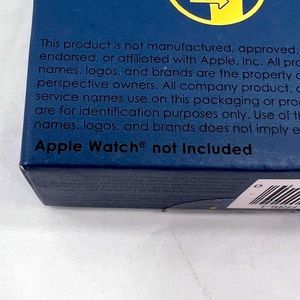 This product is not manufactured, approved,
endorsed, or affiliated with Apple, Inc. All pro
names, logos, and brands are the property o
perspective owners. All company product, a
service names use on this packaging or pro
are for identification purposes only. Use of th
names, logos, and brands does not imply e
Apple Watch® not Included